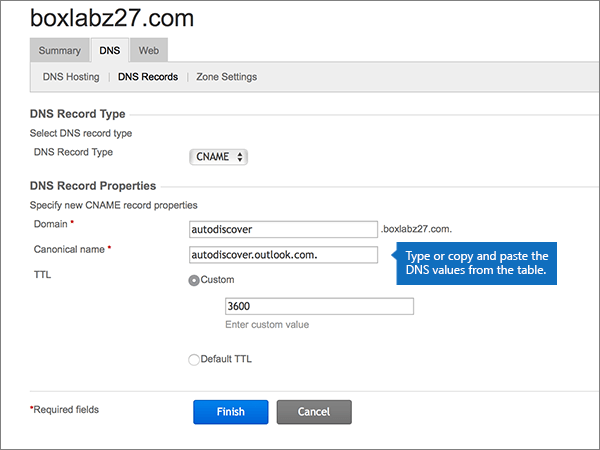 boxlabz27.com
Summary DNS Web
DNS Hosting DNS Records Zone Settings
DNS Record Type
Select DNS record type
DNS Record Type CNAME
DNS Record Properties
Specify new CNAME record properties
Domain * autodiscover .boxlabz27.com.
Canonical name * autodiscover.outlook.com.
Type or copy and paste the
DNS values from the table.
TTL Custom
3600
Enter custom value
Default TTL
*Required fields Finish Cancel